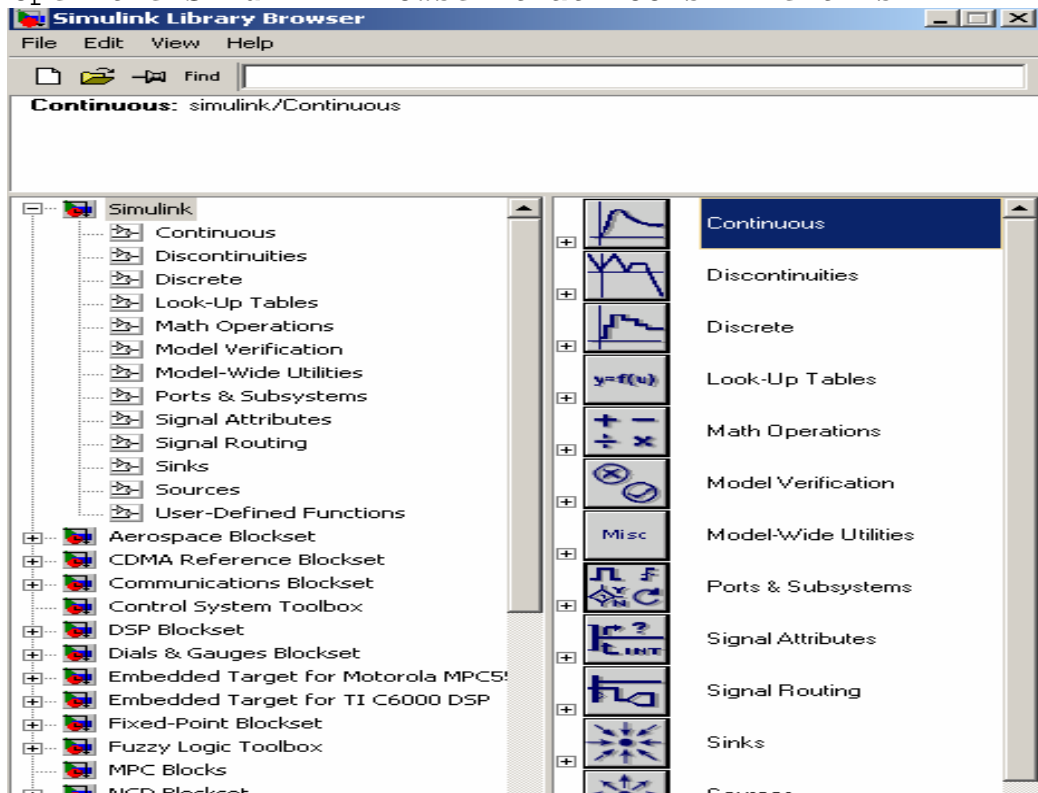 Simulink Library Browser
File Edit View Help
Find
Continuous: simulink/Continuous
Simulink
Continuous
Discontinuities
Discrete
Look-Up Tables
Math Operations
Model Verification
Model-Wide Utilities
Ports & Subsystems
Signal Attributes
Signal Routing
Sinks
Sources
User-Defined Functions
Aerospace Blockset
CDMA Reference Blockset
Communications Blockset
Control System Toolbox
DSP Blockset
Dials & Gauges Blockset
Embedded Target for Motorola MPC5
Embedded Target for TI C6000 DSP
Fixed-Point Blockset
Fuzzy Logic Toolbox
MPC Blocks
NCD Blockset
Continuous
Discontinuities
Discrete
y=f(u) Look-Up Tables
+ − ÷ × Math Operations
Model Verification
Misc Model-Wide Utilities
Y N Ports & Subsystems
? INT Signal Attributes
Signal Routing
Sinks
Sources